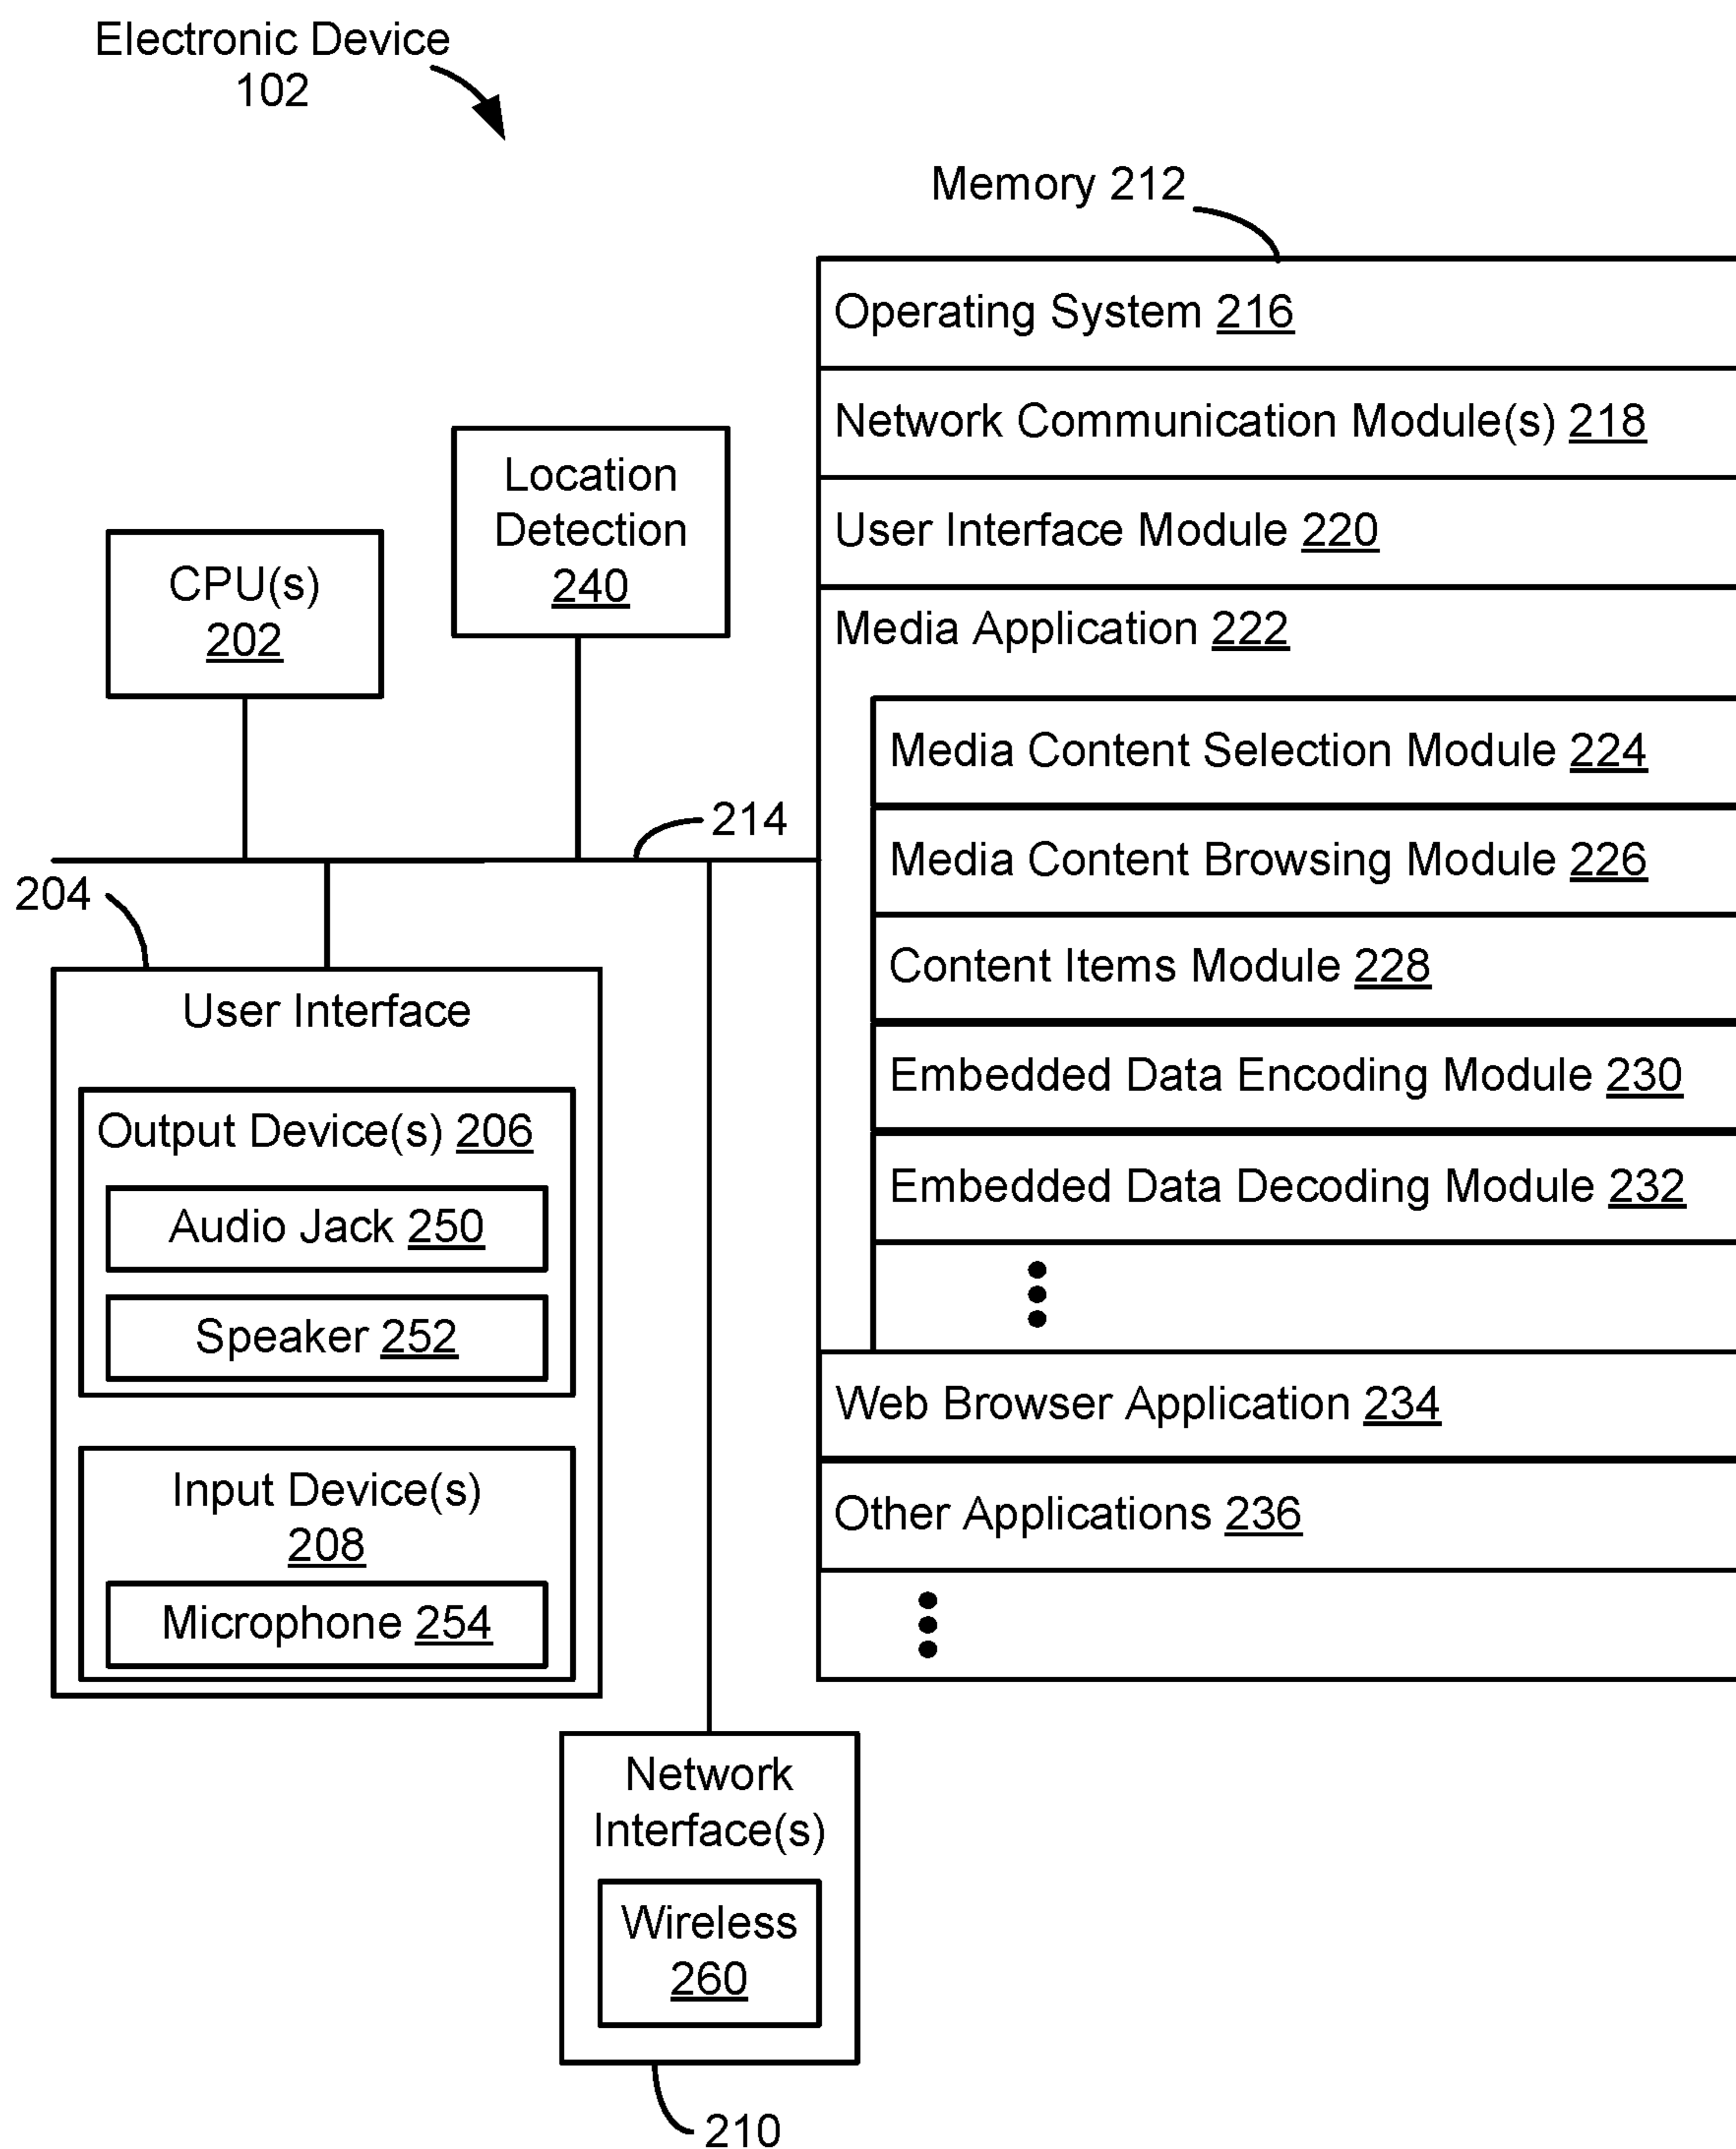 Electronic Device
102
Memory 212
Operating System 216
Network Communication Module(s) 218
User Interface Module 220
Media Application 222
Media Content Selection Module 224
Media Content Browsing Module 226
Content Items Module 228
Embedded Data Encoding Module 230
Embedded Data Decoding Module 232
Web Browser Application 234
Other Applications 236
Location
Detection
240
CPU(s)
202
214
204
User Interface
Output Device(s) 206
Audio Jack 250
Speaker 252
Input Device(s)
208
Microphone 254
Network
Interface(s)
Wireless
260
210